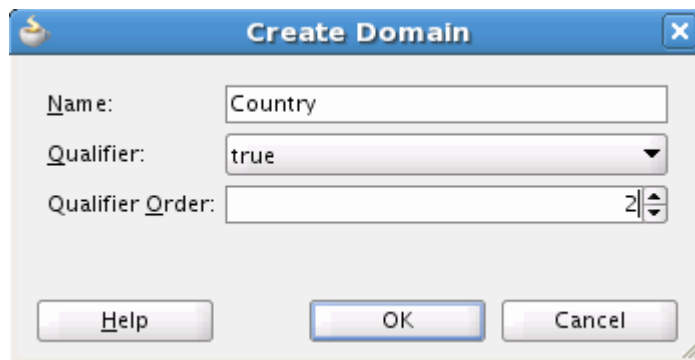 Create Domain
Name: Country
Qualifier: true
Qualifier Order: 2
Help OK Cancel